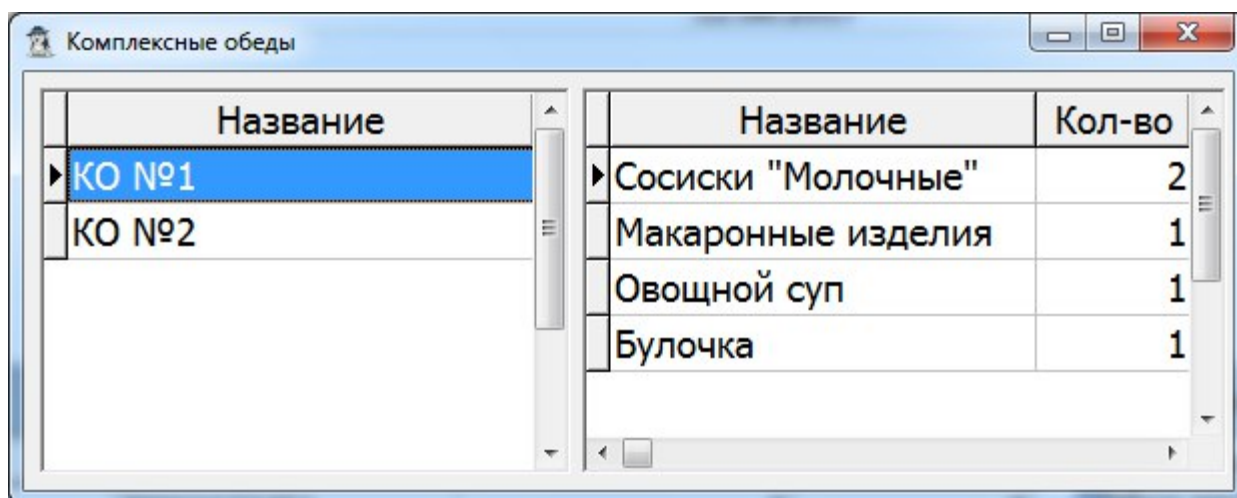 Комплексные обеды
Название
КО №1
КО №2
Название Кол-во
Сосиски "Молочные" 2
Макаронные изделия 1
Овощной суп 1
Булочка 1